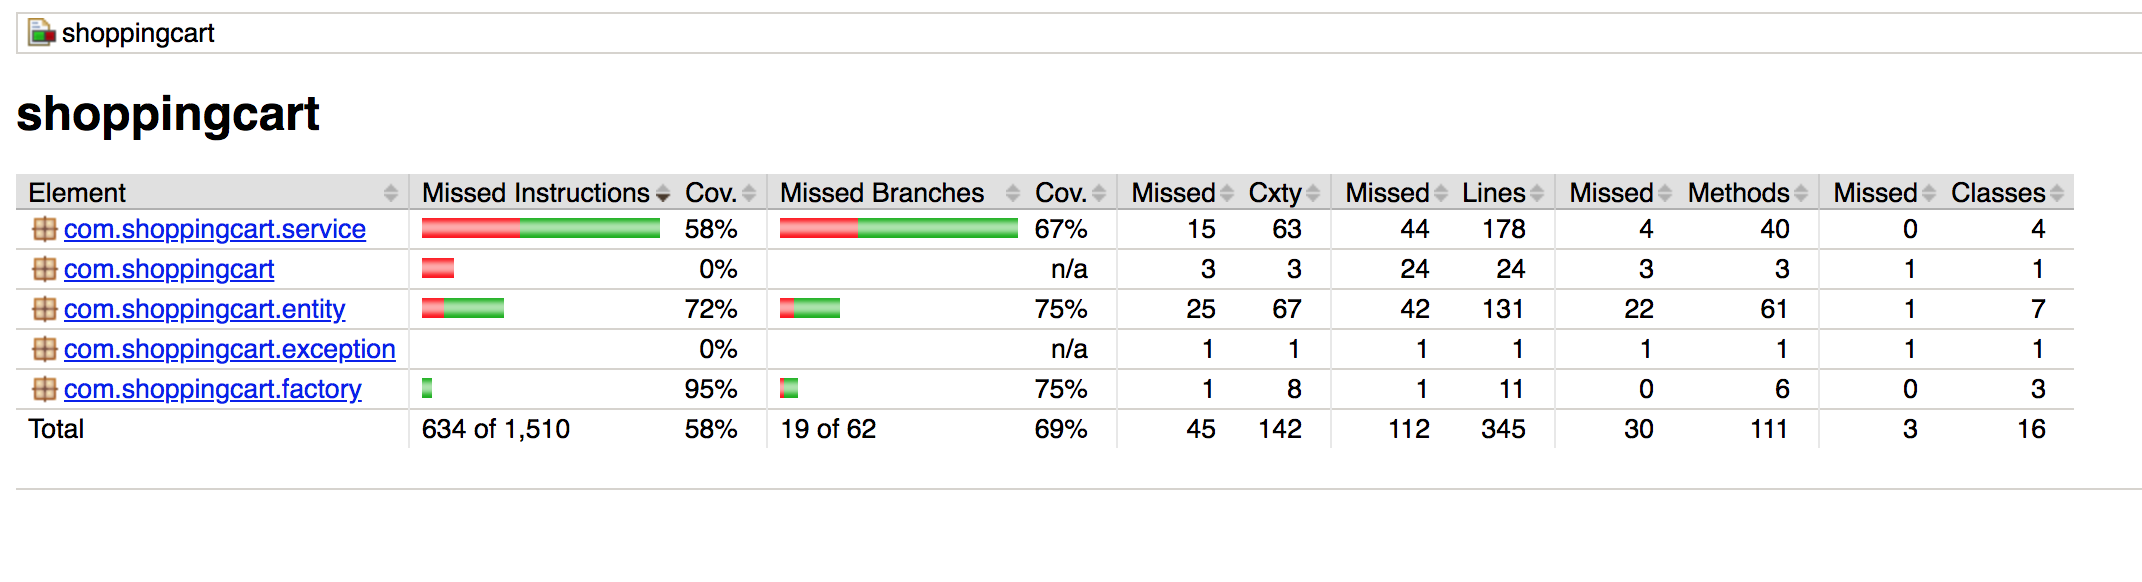 shoppingcart
shoppingcart
Element Missed Instructions Cov. Missed Branches Cov. Missed Cxty Missed Lines Missed Methods Missed Classes
com.shoppingcart.service 58% 67% 15 63 44 178 4 40 0 4
com.shoppingcart 0% n/a 3 3 24 24 3 3 1 1
com.shoppingcart.entity 72% 75% 25 67 42 131 22 61 1 7
com.shoppingcart.exception 0% n/a 1 1 1 1 1 1 1 1
com.shoppingcart.factory 95% 75% 1 8 1 11 0 6 0 3
Total 634 of 1,510 58% 19 of 62 69% 45 142 112 345 30 111 3 16